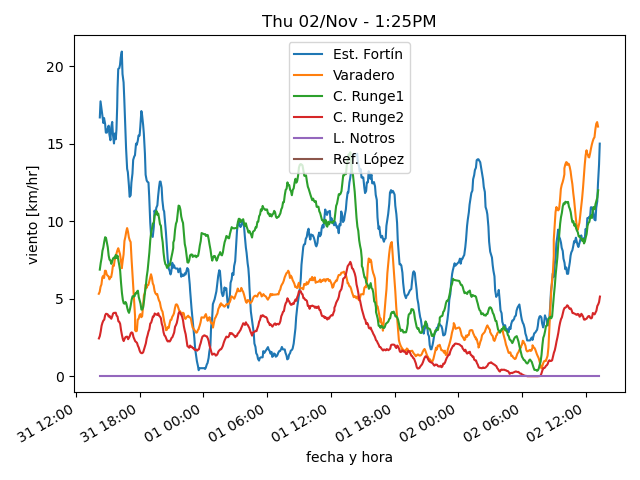 Thu 02/Nov - 1:25PM
Est. Fortín
Varadero
C. Runge1
C. Runge2
L. Notros
Ref. López
viento [km/hr]
20
15
10
5
0
31 12:00
31 18:00
01 00:00
01 06:00
01 12:00
01 18:00
02 00:00
02 06:00
02 12:00
fecha y hora